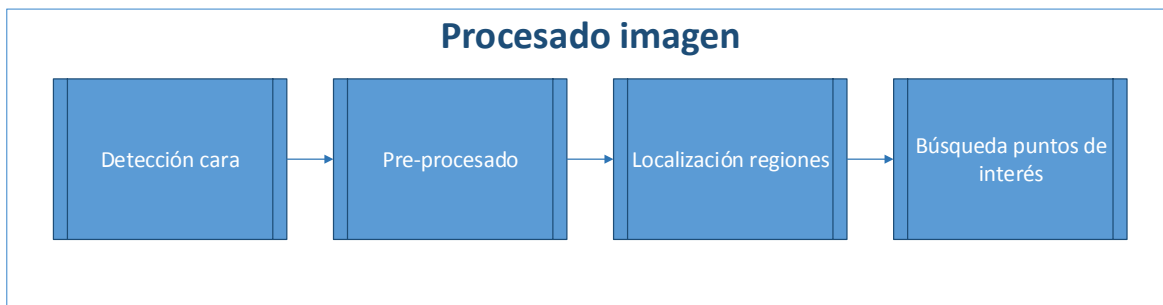 Procesado imagen
Detección cara
Pre-procesado
Localización regiones
Búsqueda puntos de
interés